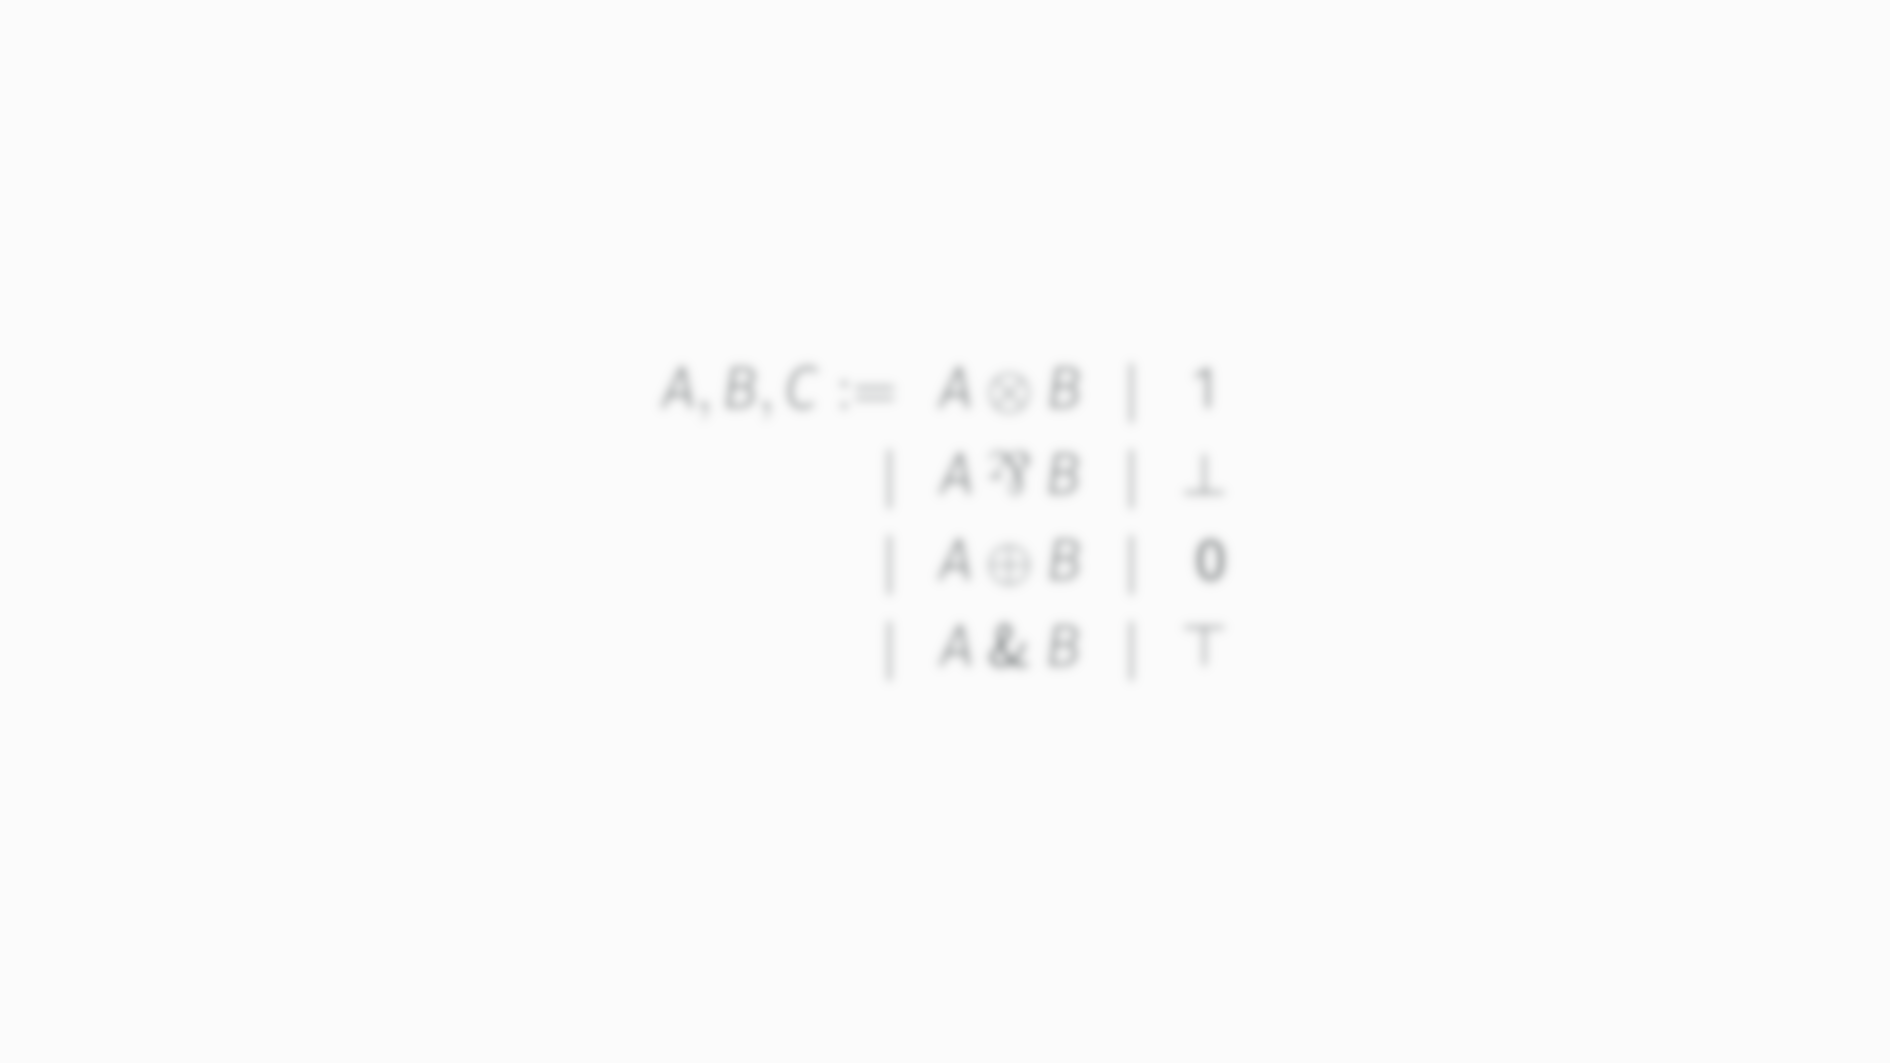 A, B, C := A ⊗ B | 1
| A ⅋ B | ⊥
| A ⊕ B | 0
| A & B | ⊤